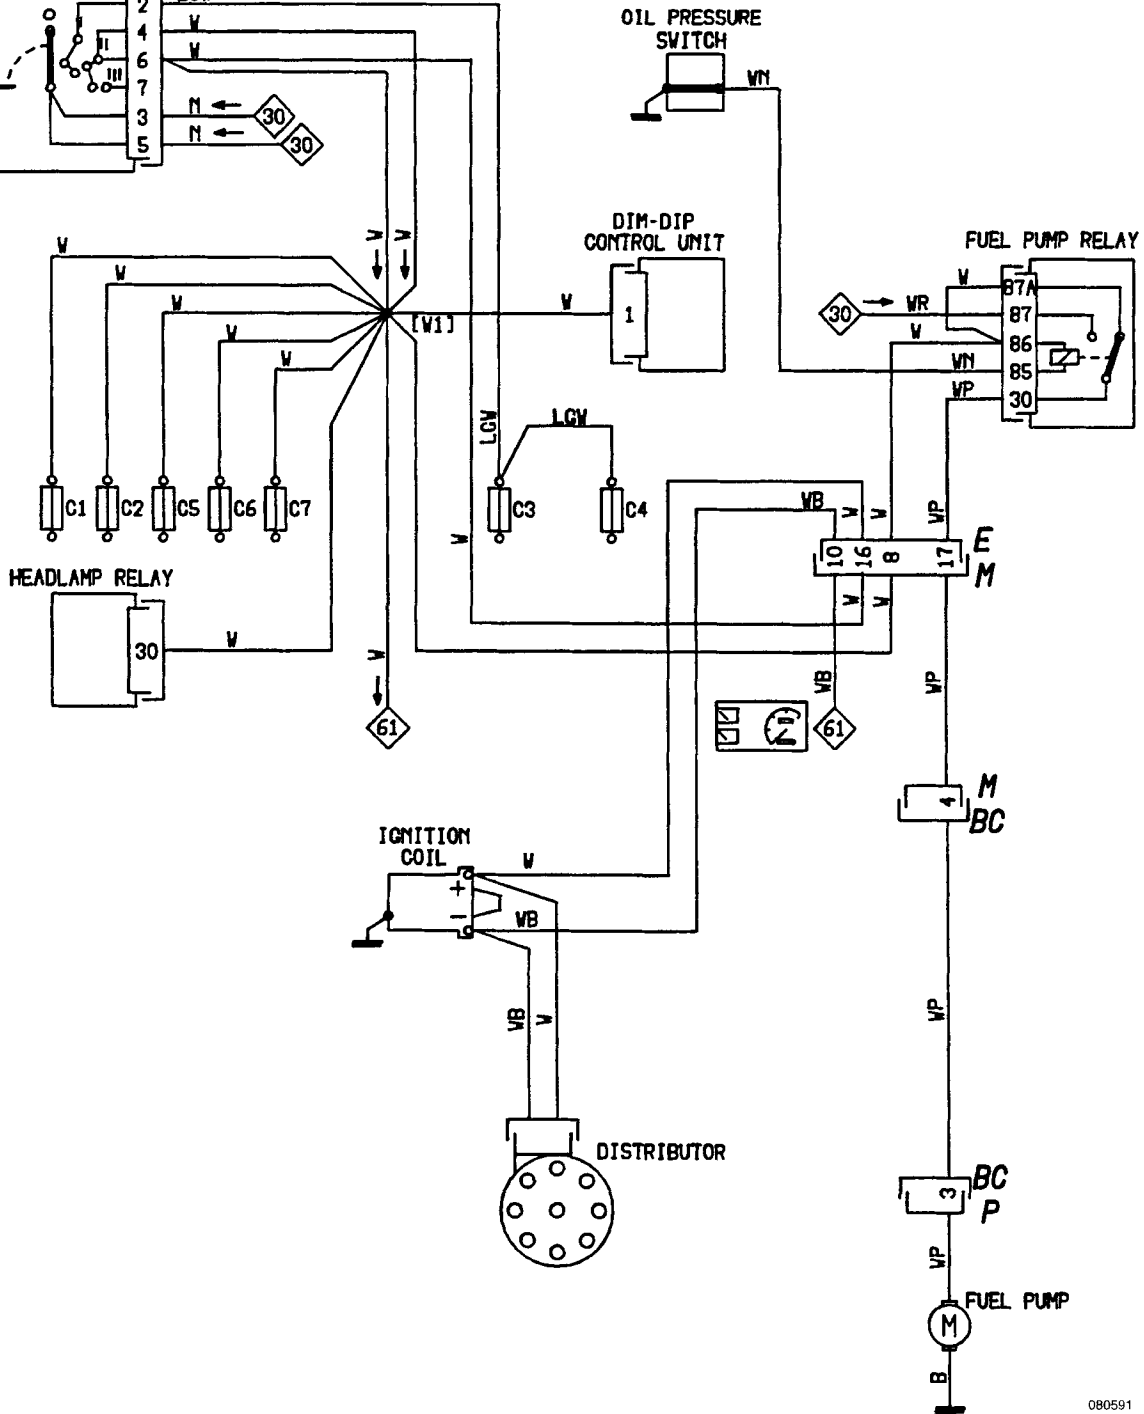 2
4
6
7
3
5
I
II
III
W
W
N
N
30
30
OIL PRESSURE
SWITCH
WN
W
W
DIM-DIP
CONTROL UNIT
1
W
[W1]
FUEL PUMP RELAY
W
87A
87
86
85
30
30
WR
W
WN
WP
W
W
W
W
W
LGW
LGW
C1
C2
C5
C6
C7
C3
C4
HEADLAMP RELAY
30
W
W
W
61
WB
W
W
WP
10
16
8
17
E
M
W
W
WB
WP
61
4
M
BC
IGNITION
COIL
+
−
W
WB
WB
W
DISTRIBUTOR
WP
3
BC
P
WP
FUEL PUMP
M
B
080591